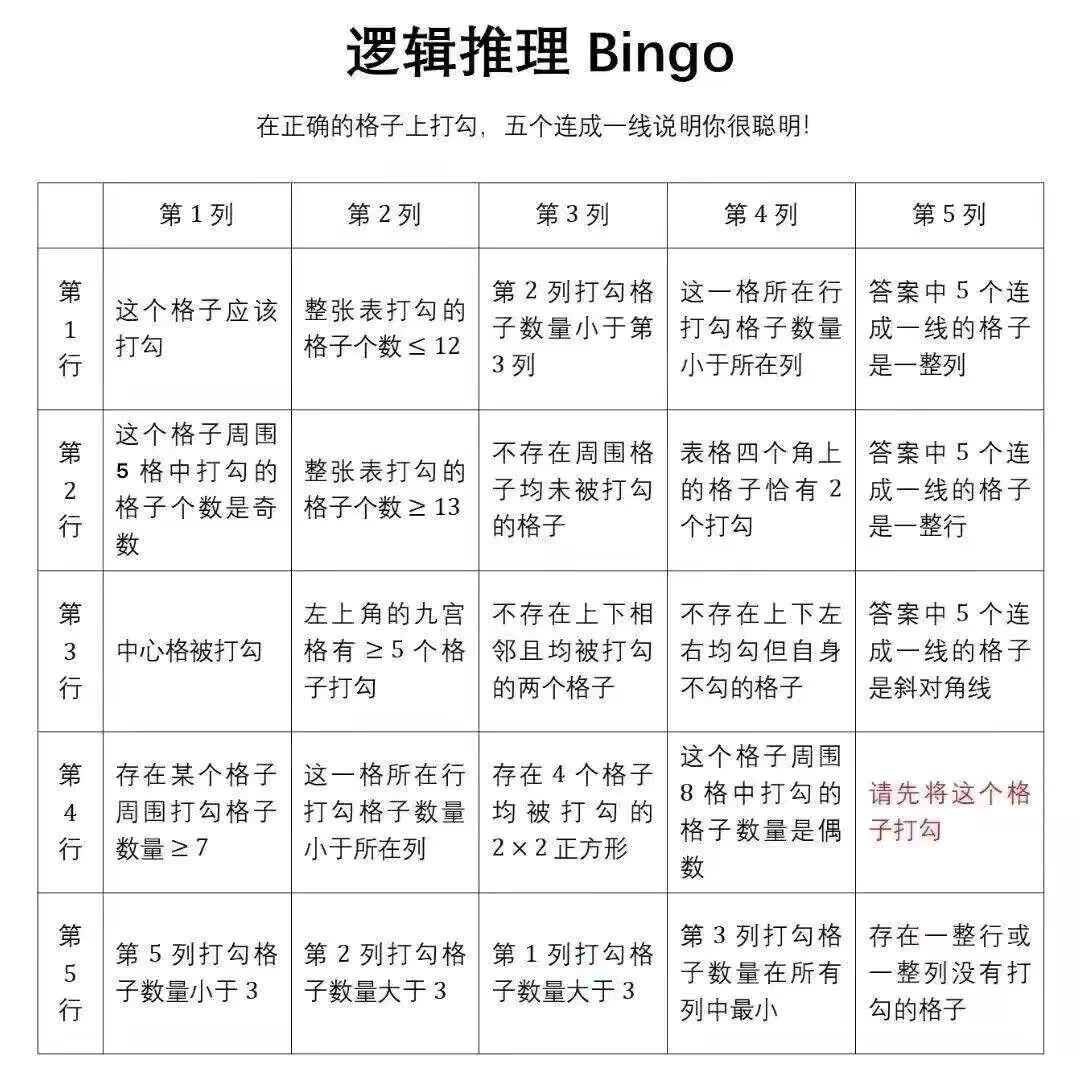 逻辑推理 Bingo
在正确的格子上打勾，五个连成一线说明你很聪明！
第 1 列
第 2 列
第 3 列
第 4 列
第 5 列
第
1
行
这个格子应该
打勾
整张表打勾的
格子个数 ≤ 12
第 2 列打勾格
子数量小于第
3 列
这一格所在行
打勾格子数量
小于所在列
答案中 5 个连
成一线的格子
是一整列
第
2
行
这个格子周围
5 格中打勾的
格子个数是奇
数
整张表打勾的
格子个数 ≥ 13
不存在周围格
子均未被打勾
的格子
表格四个角上
的格子恰有 2
个打勾
答案中 5 个连
成一线的格子
是一整行
第
3
行
中心格被打勾
左上角的九宫
格有 ≥ 5 个格
子打勾
不存在上下相
邻且均被打勾
的两个格子
不存在上下左
右均勾但自身
不勾的格子
答案中 5 个连
成一线的格子
是斜对角线
第
4
行
存在某个格子
周围打勾格子
数量 ≥ 7
这一格所在行
打勾格子数量
小于所在列
存在 4 个格子
均被打勾的
2 × 2 正方形
这个格子周围
8 格中打勾的
格子数量是偶
数
请先将这个格
子打勾
第
5
行
第 5 列打勾格
子数量小于 3
第 2 列打勾格
子数量大于 3
第 1 列打勾格
子数量大于 3
第 3 列打勾格
子数量在所有
列中最小
存在一整行或
一整列没有打
勾的格子